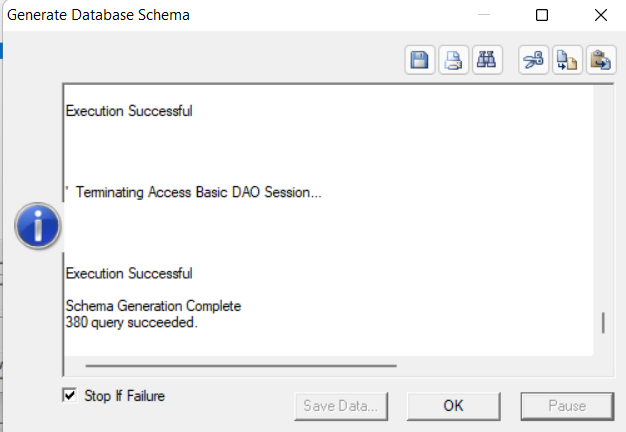 Generate Database Schema
Execution Successful
' Terminating Access Basic DAO Session...
Execution Successful
Schema Generation Complete
380 query succeeded.
Stop If Failure
Save Data...
OK
Pause